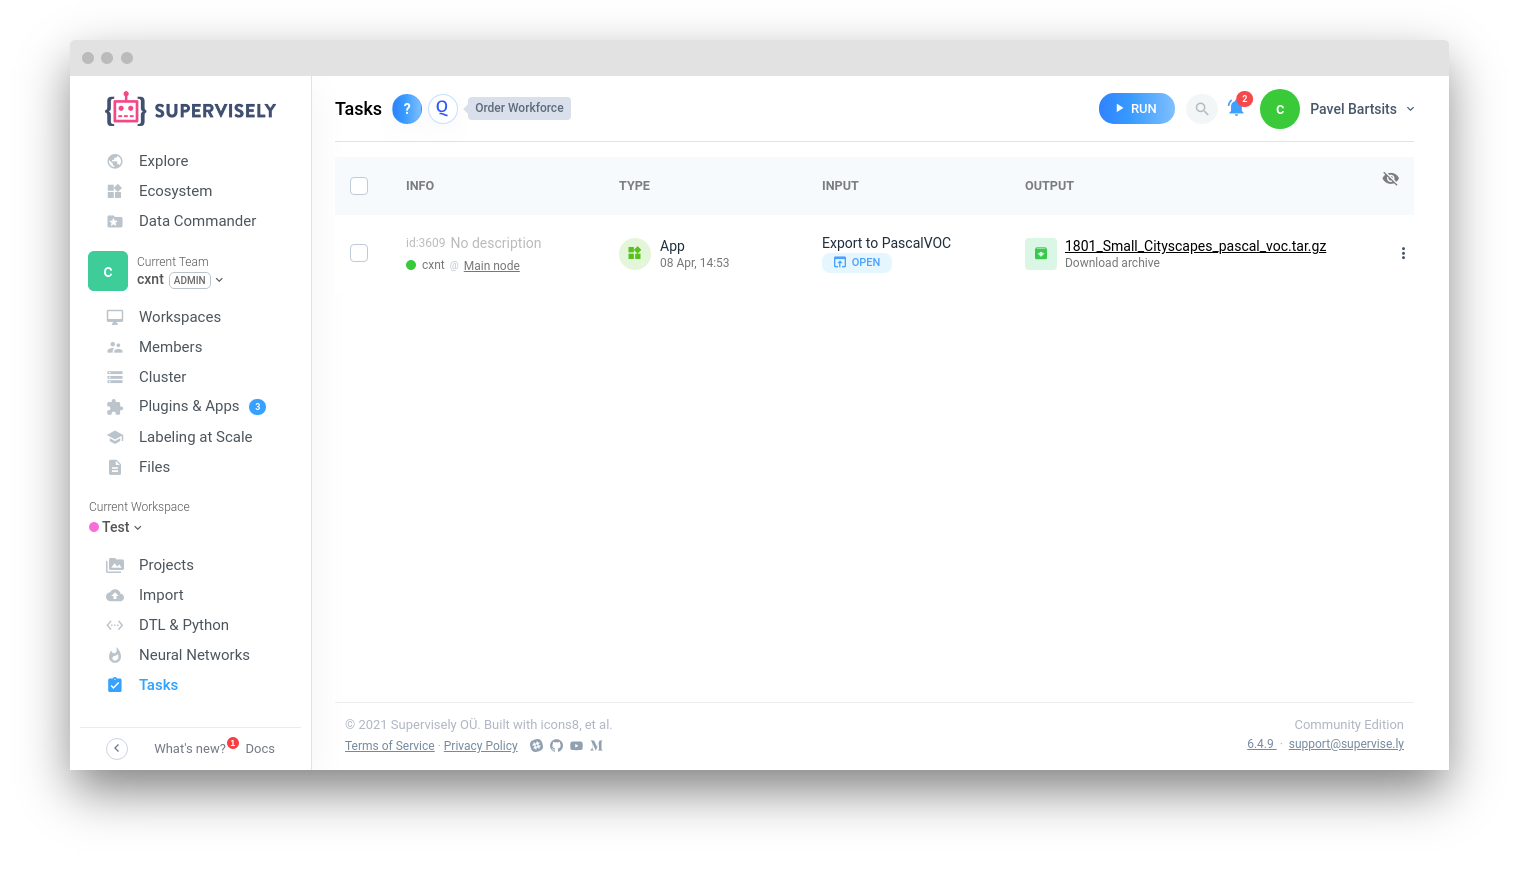 SUPERVISELY
Explore
Ecosystem
Data Commander
C
Current Team
cxnt ADMIN
Workspaces
Members
Cluster
Plugins & Apps 3
Labeling at Scale
Files
Current Workspace
Test
Projects
Import
DTL & Python
Neural Networks
Tasks
What's new? 1 Docs
Tasks ? Q Order Workforce
RUN 2 C Pavel Bartsits
INFO TYPE INPUT OUTPUT
id:3609 No description
cxnt @ Main node
App
08 Apr, 14:53
Export to PascalVOC
OPEN
1801_Small_Cityscapes_pascal_voc.tar.gz
Download archive
© 2021 Supervisely OÜ. Built with icons8, et al.
Terms of Service · Privacy Policy
Community Edition
6.4.9 · support@supervise.ly